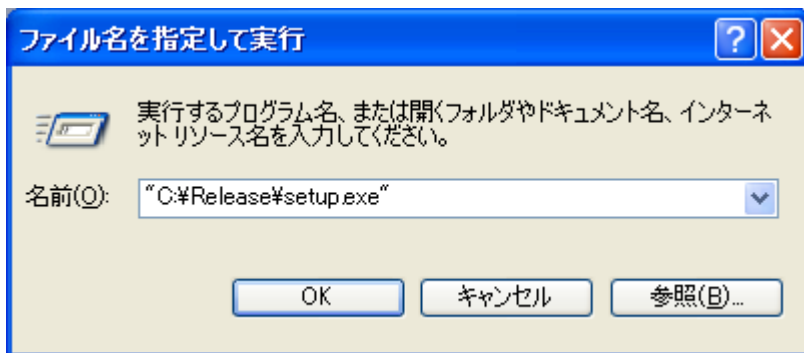 ファイル名を指定して実行
実行するプログラム名、または開くフォルダやドキュメント名、インターネ
ット リソース名を入力してください。
名前(O): "C:¥Release¥setup.exe"
OK キャンセル 参照(B)...